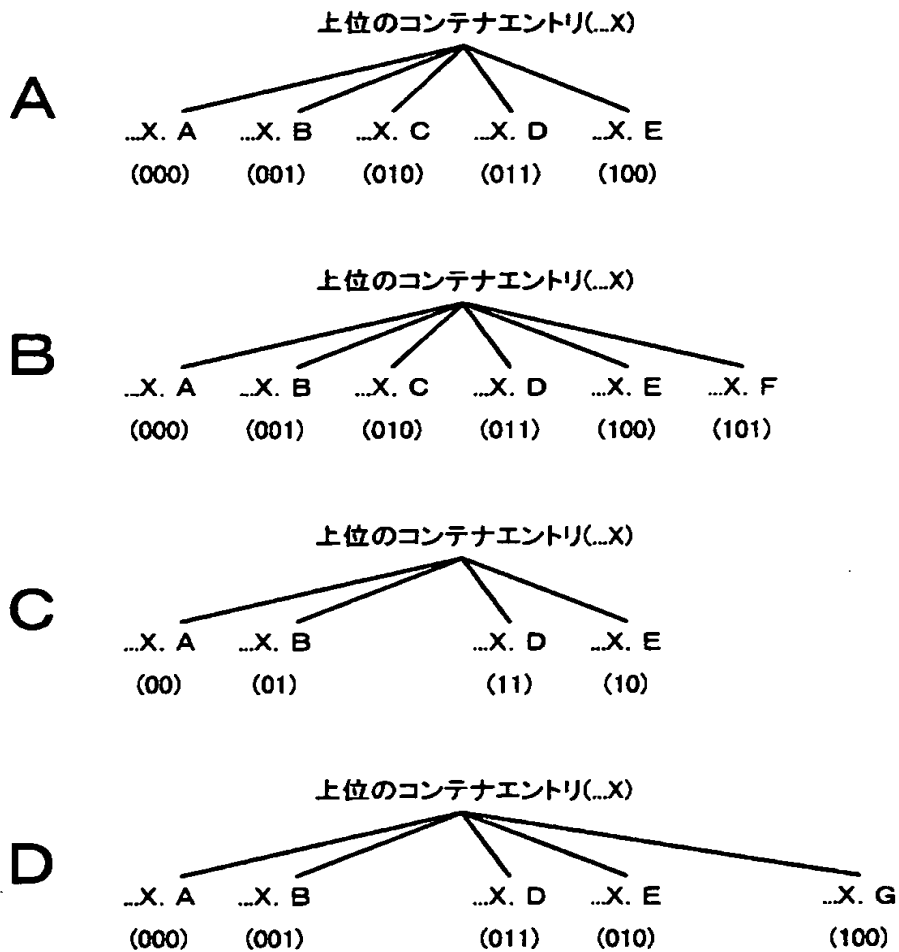 上位のコンテナエントリ(...X)
A
...X. A ...X. B ...X. C ...X. D ...X. E
(000) (001) (010) (011) (100)
上位のコンテナエントリ(...X)
B
...X. A ...X. B ...X. C ...X. D ...X. E ...X. F
(000) (001) (010) (011) (100) (101)
上位のコンテナエントリ(...X)
C
...X. A ...X. B ...X. D ...X. E
(00) (01) (11) (10)
上位のコンテナエントリ(...X)
D
...X. A ...X. B ...X. D ...X. E ...X. G
(000) (001) (011) (010) (100)